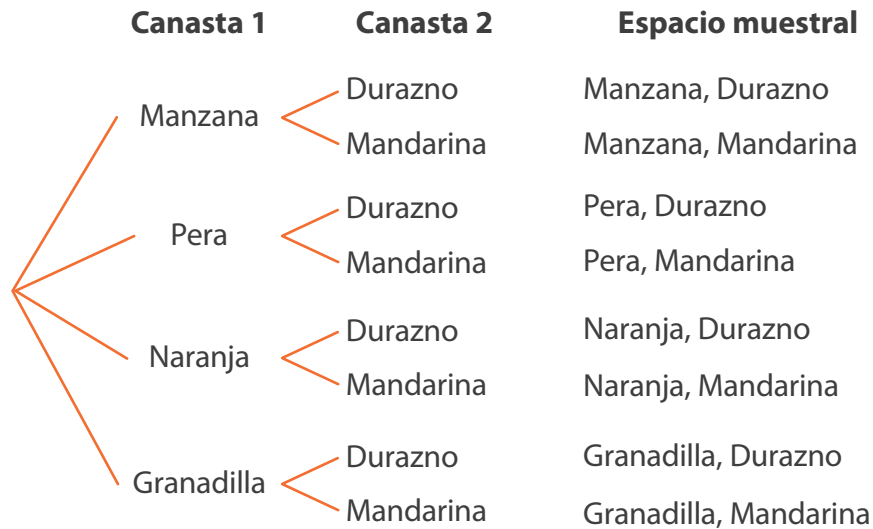 Canasta 1 Canasta 2 Espacio muestral
Manzana
Durazno Manzana, Durazno
Mandarina Manzana, Mandarina
Pera
Durazno Pera, Durazno
Mandarina Pera, Mandarina
Naranja
Durazno Naranja, Durazno
Mandarina Naranja, Mandarina
Granadilla
Durazno Granadilla, Durazno
Mandarina Granadilla, Mandarina